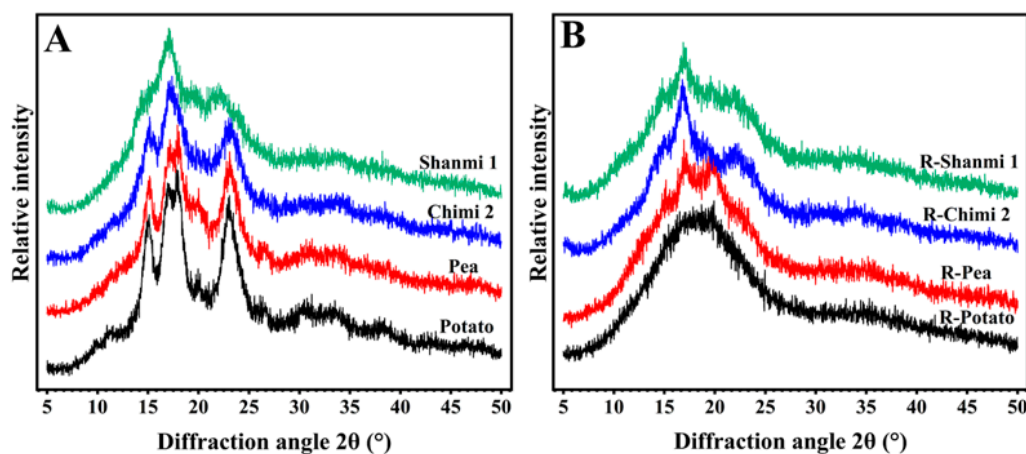 A
Relative intensity
Shanmi 1
Chimi 2
Pea
Potato
5 10 15 20 25 30 35 40 45 50
Diffraction angle 2θ (°)
B
Relative intensity
R-Shanmi 1
R-Chimi 2
R-Pea
R-Potato
5 10 15 20 25 30 35 40 45 50
Diffraction angle 2θ (°)